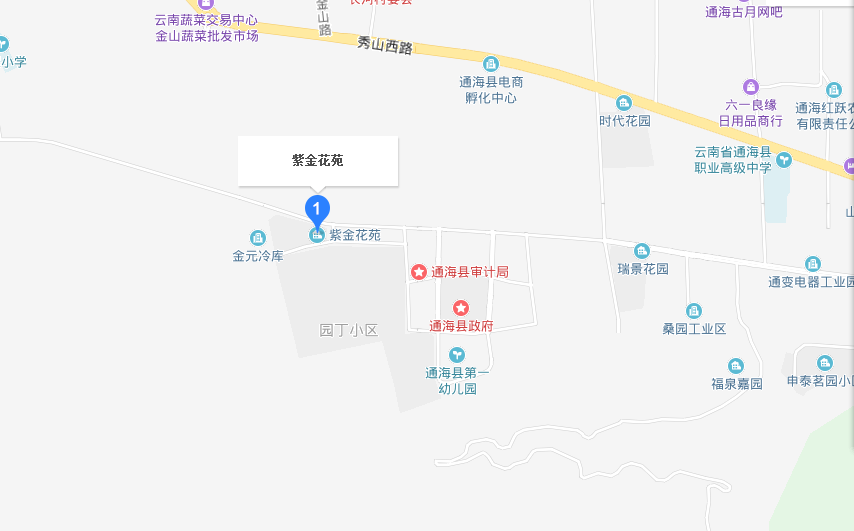 金山路
长河村委会
通海古月网吧
云南蔬菜交易中心
金山蔬菜批发市场
秀山西路
小学
通海县电商
孵化中心
六一良缘
日用品商行
通海红跃农
有限责任公
时代花园
云南省通海县
职业高级中学
紫金花苑
1
紫金花苑
山
金元冷库
通海县审计局
瑞景花园
通变电器工业园
园丁小区
通海县政府
桑园工业区
通海县第一
幼儿园
福泉嘉园
申泰茗园小区